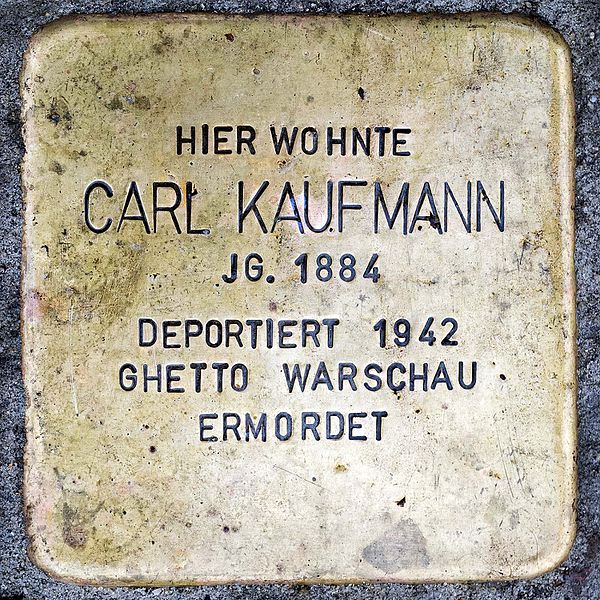 HIER WOHNTE
CARL KAUFMANN
JG. 1884
DEPORTIERT 1942
GHETTO WARSCHAU
ERMORDET